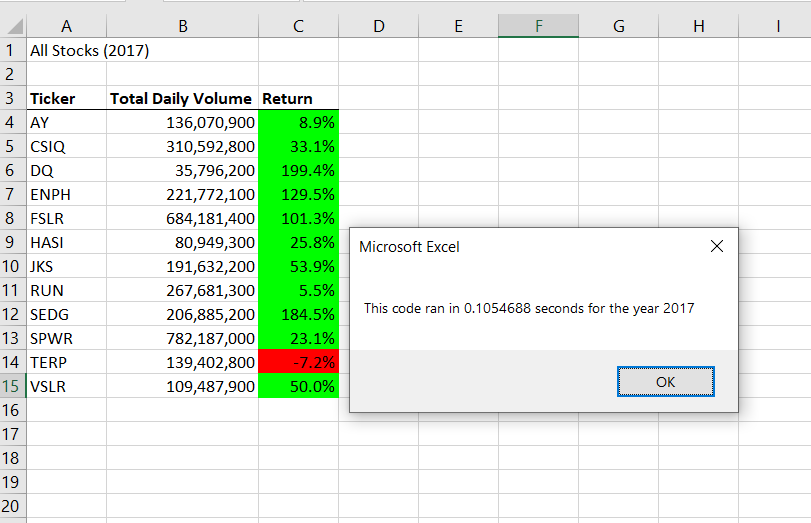 A B C D E F G H I
1 All Stocks (2017)
2
3 Ticker Total Daily Volume Return
4 AY 136,070,900 8.9%
5 CSIQ 310,592,800 33.1%
6 DQ 35,796,200 199.4%
7 ENPH 221,772,100 129.5%
8 FSLR 684,181,400 101.3%
9 HASI 80,949,300 25.8%
10 JKS 191,632,200 53.9%
11 RUN 267,681,300 5.5%
12 SEDG 206,885,200 184.5%
13 SPWR 782,187,000 23.1%
14 TERP 139,402,800 -7.2%
15 VSLR 109,487,900 50.0%
16
17
18
19
20
Microsoft Excel
This code ran in 0.1054688 seconds for the year 2017
OK